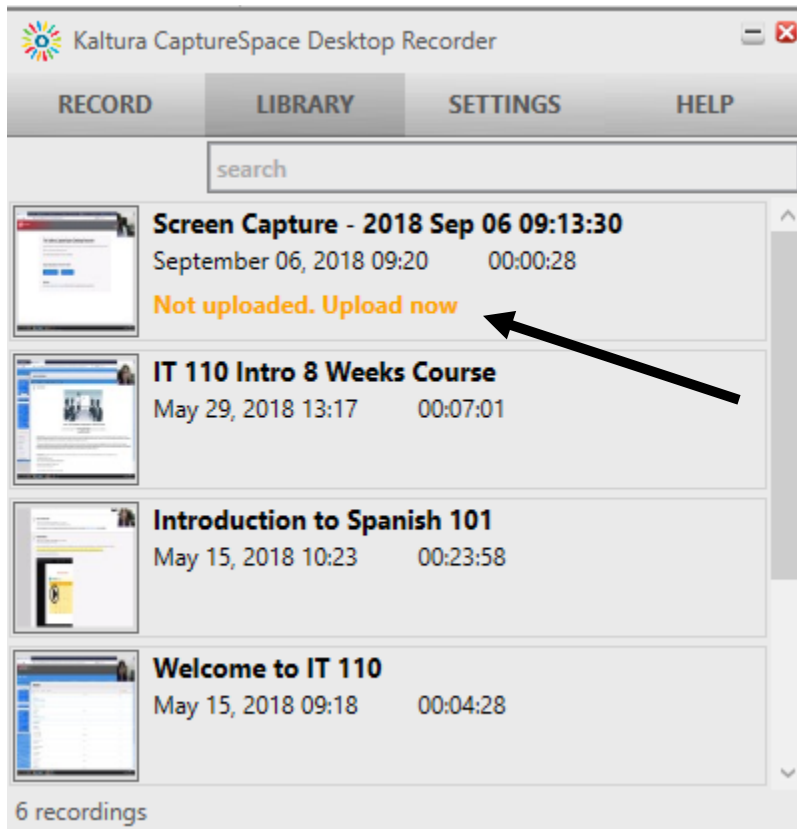 Kaltura CaptureSpace Desktop Recorder
RECORD LIBRARY SETTINGS HELP
search
Screen Capture - 2018 Sep 06 09:13:30
September 06, 2018 09:20 00:00:28
Not uploaded. Upload now
IT 110 Intro 8 Weeks Course
May 29, 2018 13:17 00:07:01
Introduction to Spanish 101
May 15, 2018 10:23 00:23:58
Welcome to IT 110
May 15, 2018 09:18 00:04:28
6 recordings